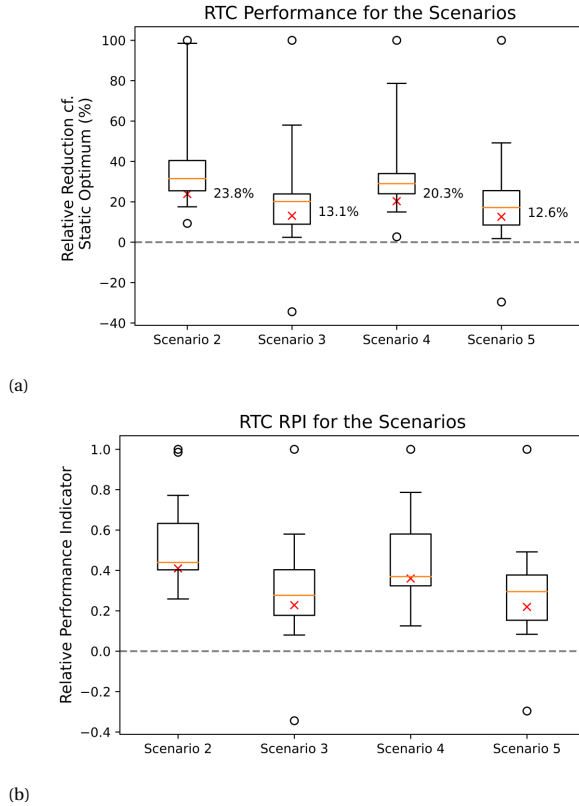 RTC Performance for the Scenarios
Relative Reduction cf.
Static Optimum (%)
100
80
60
40
20
0
−20
−40
23.8%
13.1%
20.3%
12.6%
Scenario 2
Scenario 3
Scenario 4
Scenario 5
(a)
RTC RPI for the Scenarios
Relative Performance Indicator
1.0
0.8
0.6
0.4
0.2
0.0
−0.2
−0.4
Scenario 2
Scenario 3
Scenario 4
Scenario 5
(b)